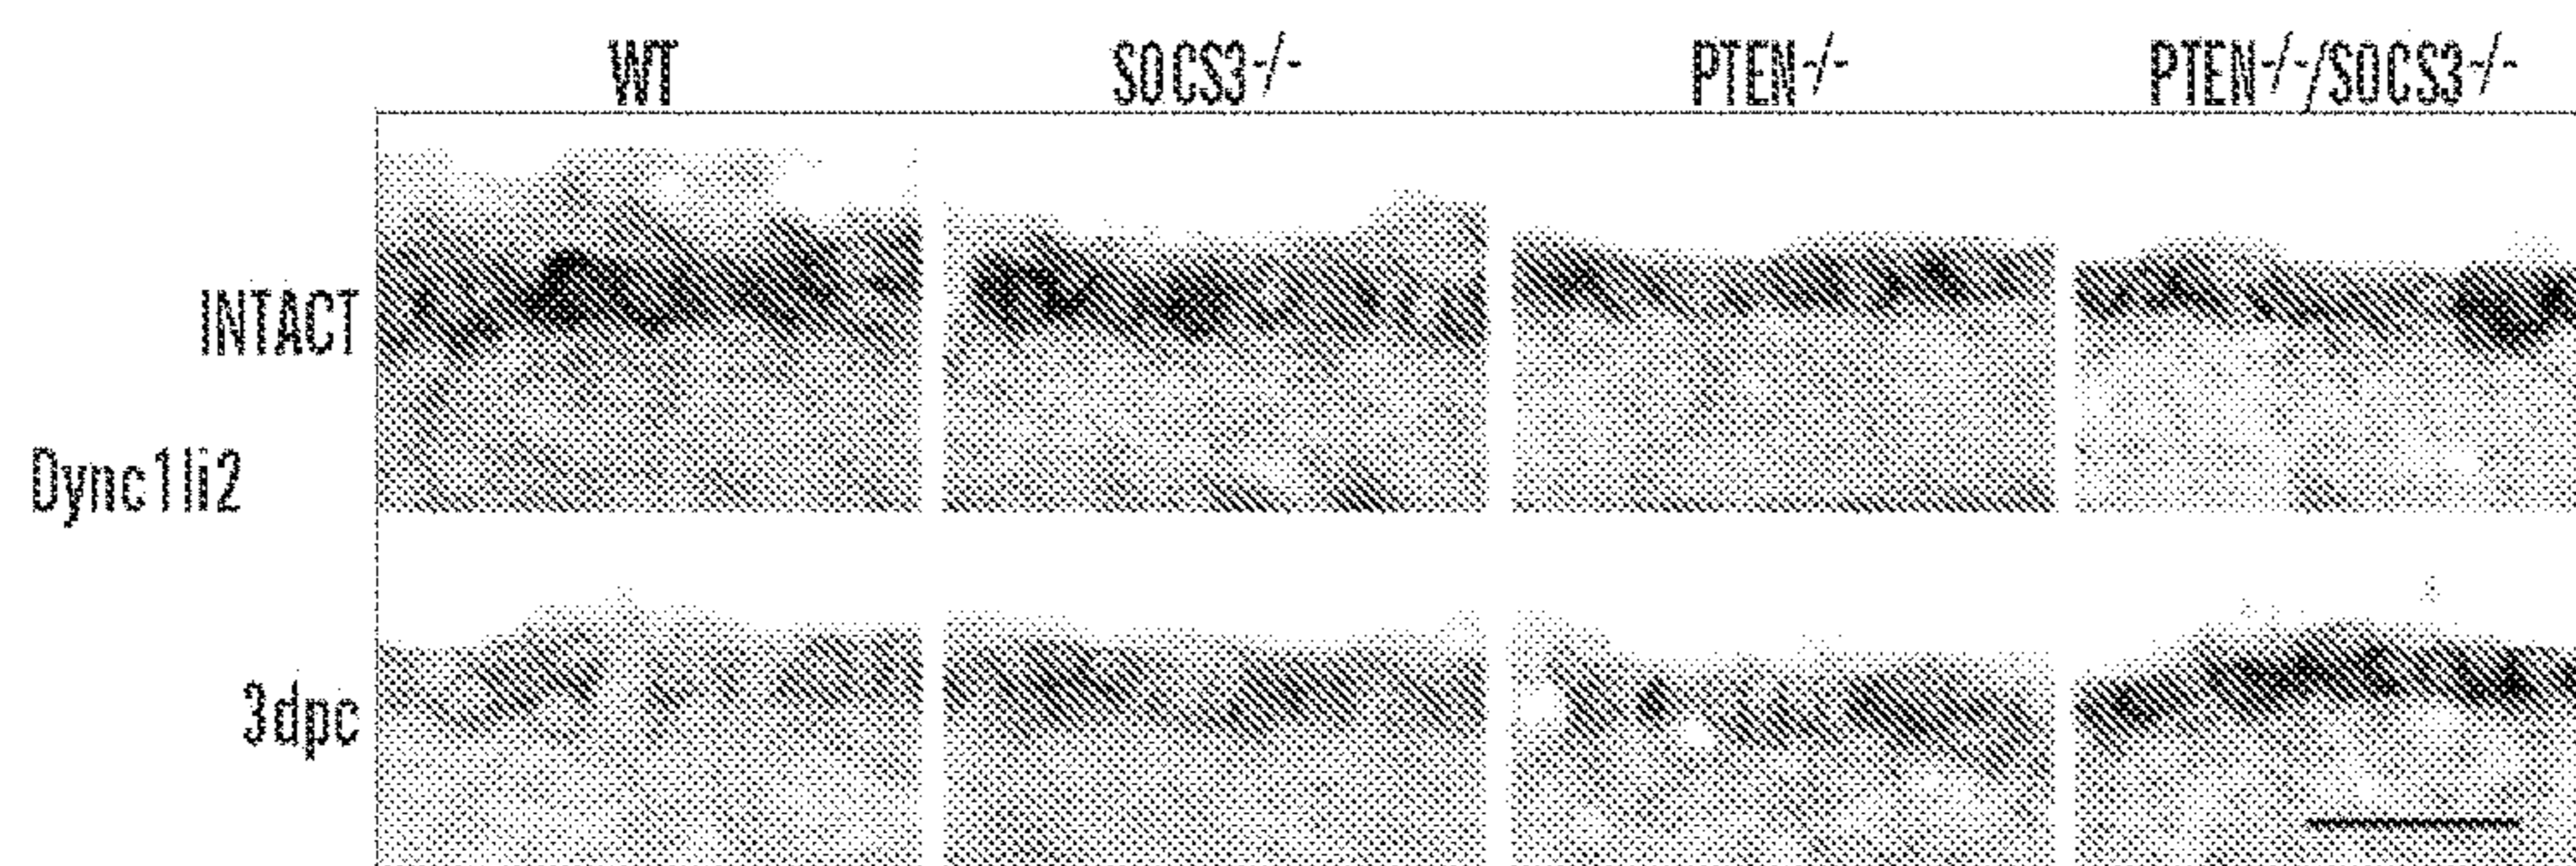 WT SOCS3-/- PTEN-/- PTEN-/-/SOCS3-/-
INTACT
Dync1li2
3dpc